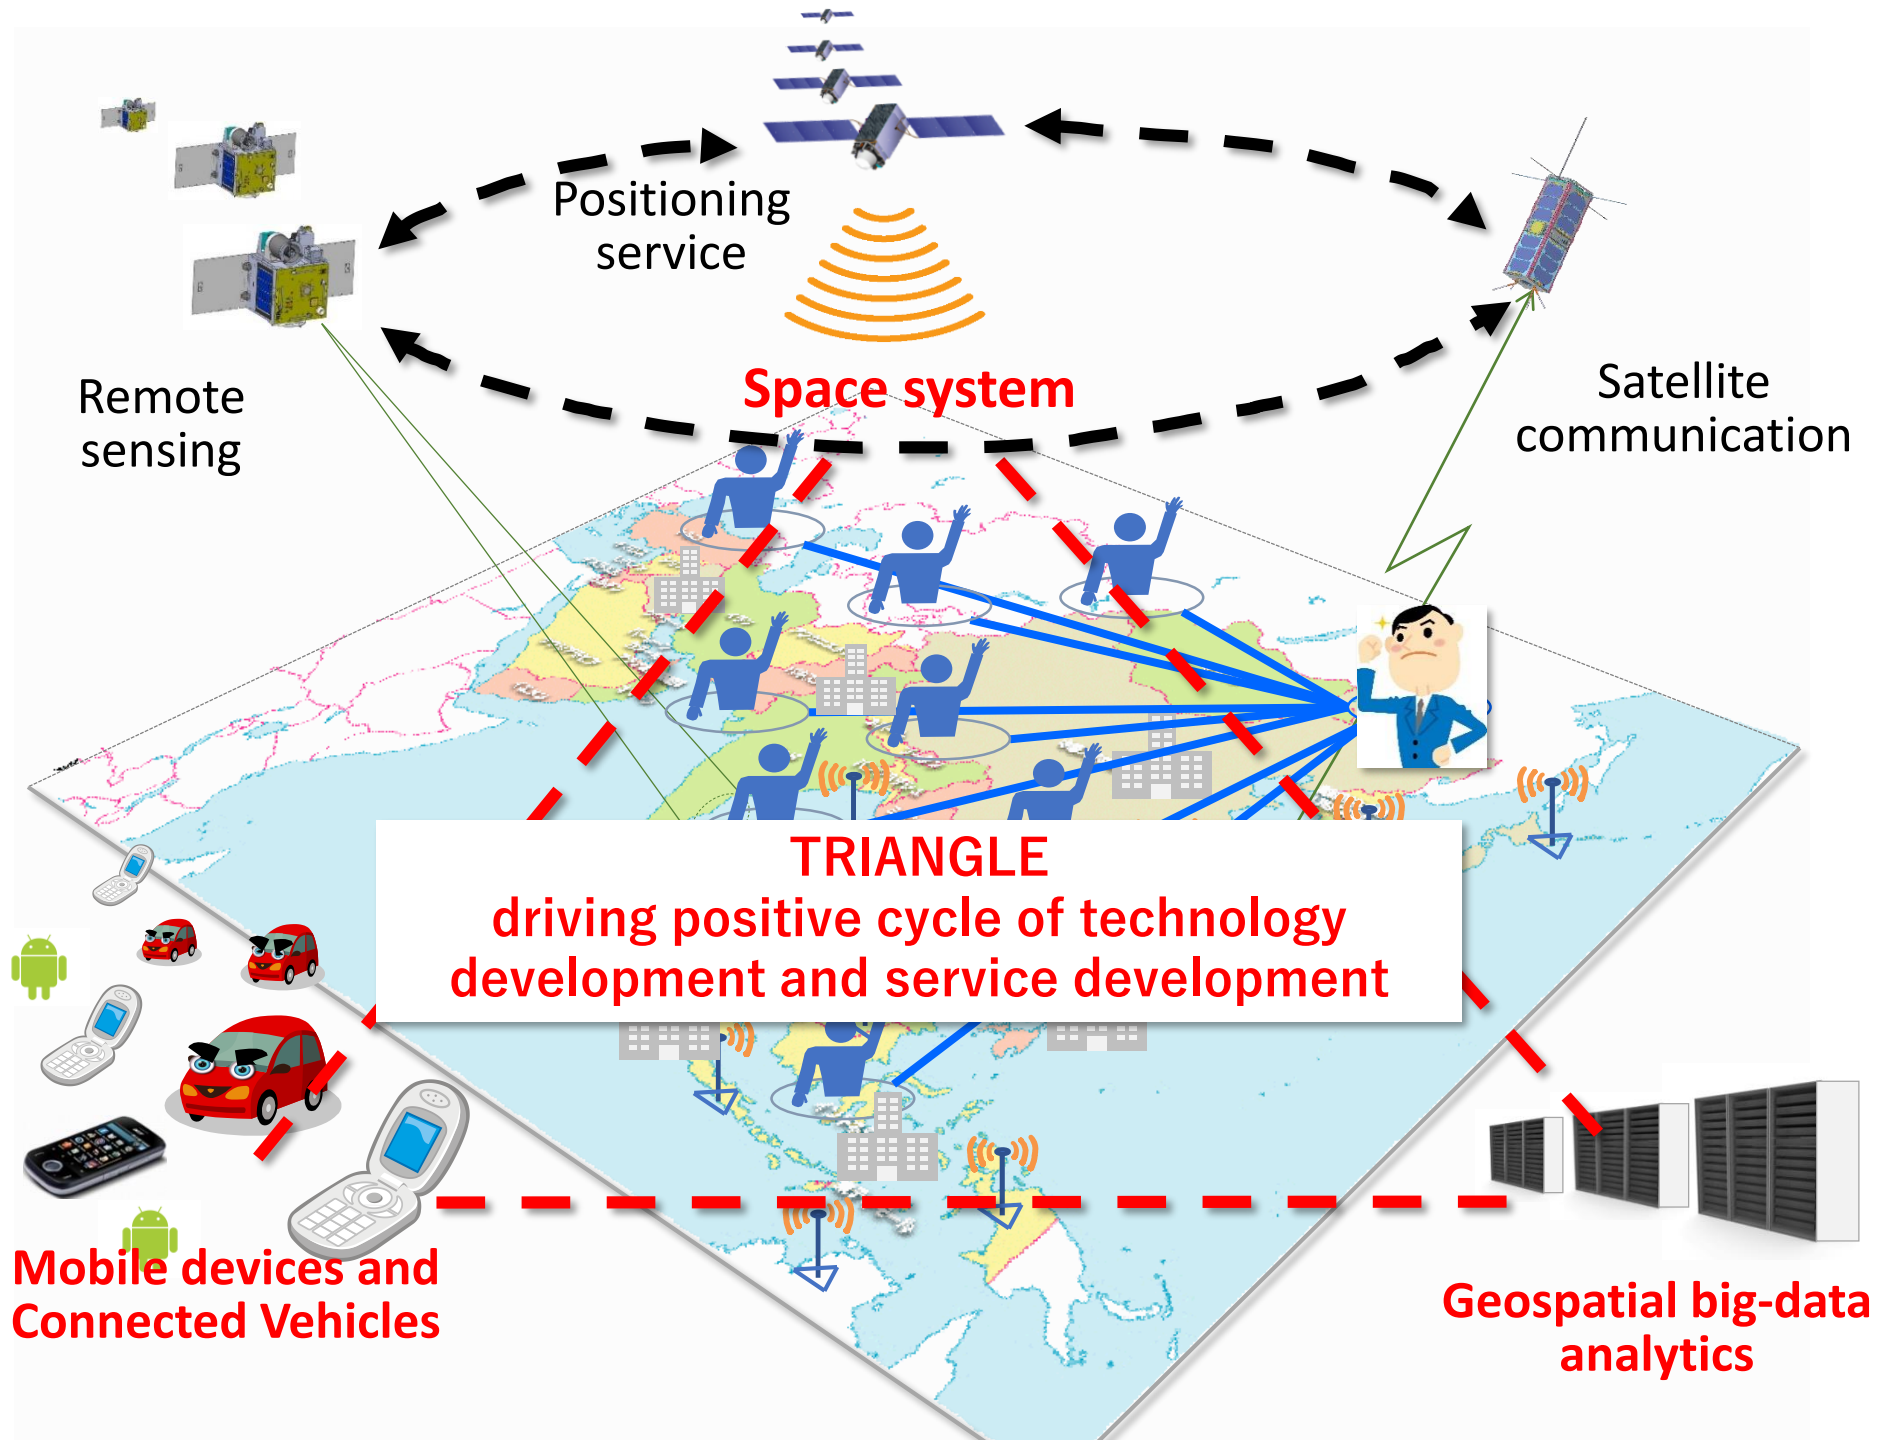 Positioning
service
Space system
Remote
sensing
Satellite
communication
TRIANGLE
driving positive cycle of technology
development and service development
Mobile devices and
Connected Vehicles
Geospatial big-data
analytics